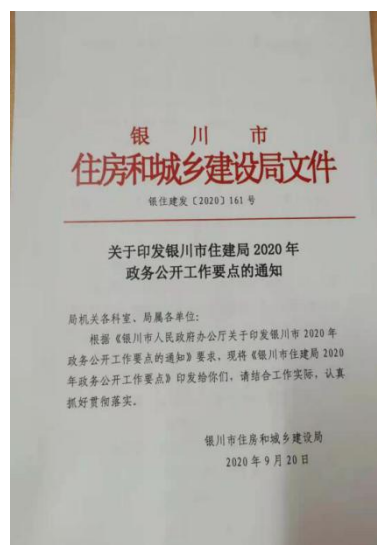 银川市
住房和城乡建设局文件
银住建发〔2020〕161号
关于印发银川市住建局2020年
政务公开工作要点的通知
局机关各科室、局属各单位:
根据《银川市人民政府办公厅关于印发银川市2020年
政务公开工作要点的通知》要求，现将《银川市住建局2020
年政务公开工作要点》印发给你们，请结合工作实际，认真
抓好贯彻落实。
银川市住房和城乡建设局
2020年9月20日